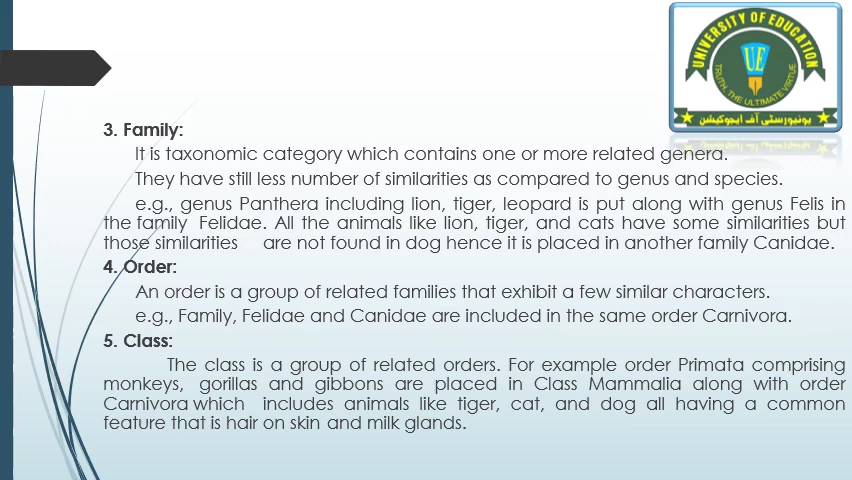 UNIVERSITY OF EDUCATION
UE
TRUTH, THE ULTIMATE VIRTUE
یونیورسٹی آف ایجوکیشن
3. Family:
It is taxonomic category which contains one or more related genera.
They have still less number of similarities as compared to genus and species.
e.g., genus Panthera including lion, tiger, leopard is put along with genus Felis in
the family Felidae. All the animals like lion, tiger, and cats have some similarities but
those similarities are not found in dog hence it is placed in another family Canidae.
4. Order:
An order is a group of related families that exhibit a few similar characters.
e.g., Family, Felidae and Canidae are included in the same order Carnivora.
5. Class:
The class is a group of related orders. For example order Primata comprising
monkeys, gorillas and gibbons are placed in Class Mammalia along with order
Carnivora which includes animals like tiger, cat, and dog all having a common
feature that is hair on skin and milk glands.